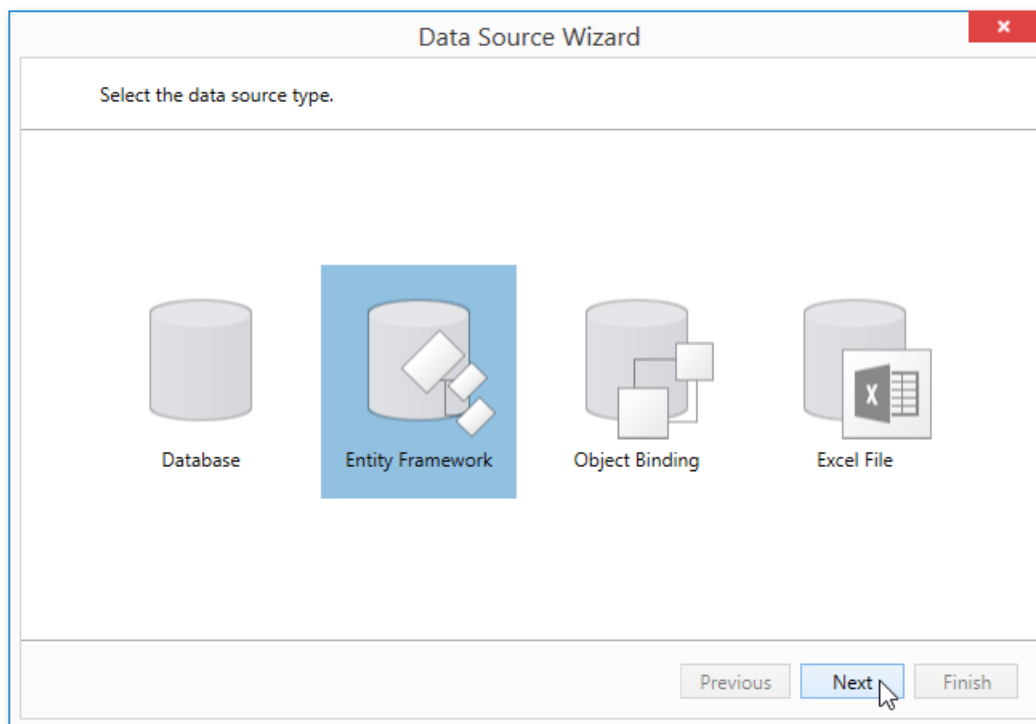 Data Source Wizard
Select the data source type.
Database
Entity Framework
Object Binding
X
Excel File
Previous
Next
Finish